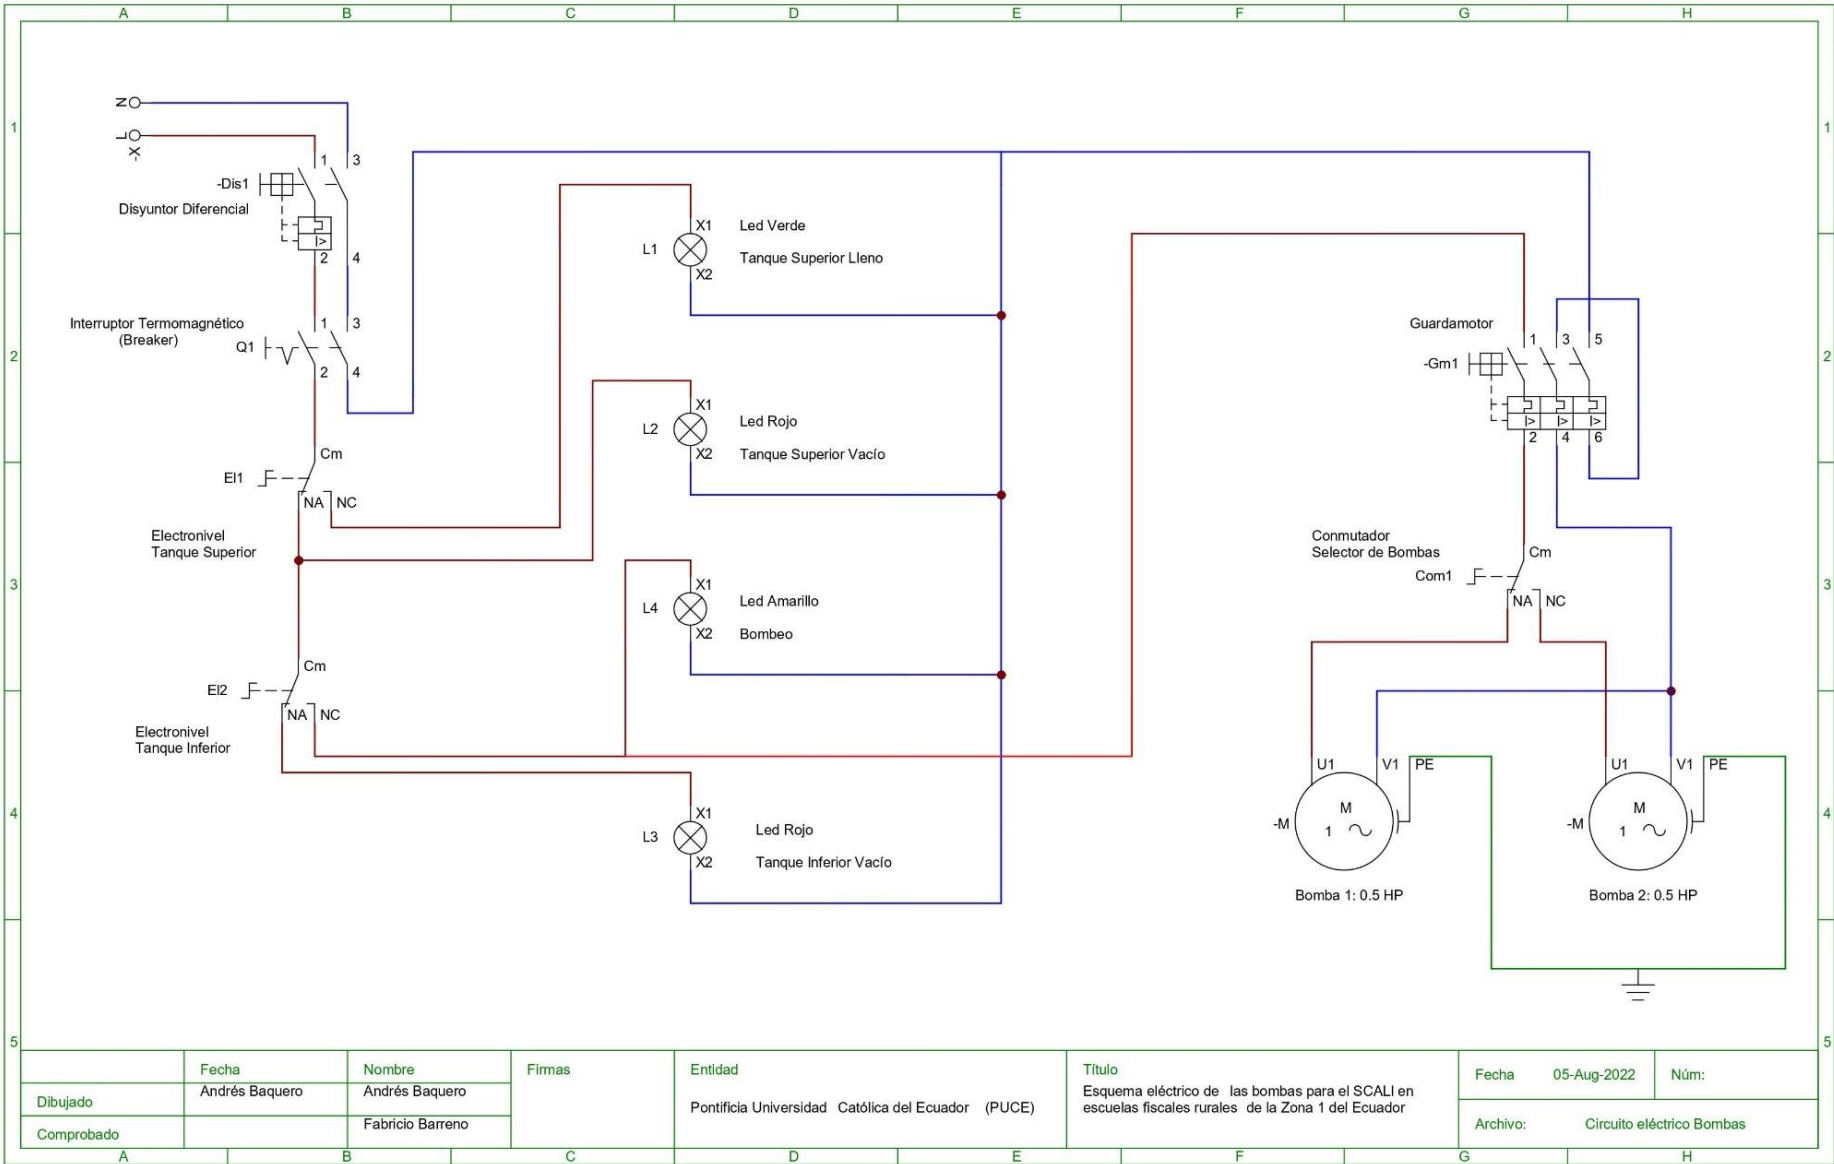 A B C D E F G H
N
L
-X
1 3
1 1
-Dis1
Disyuntor Diferencial
I>
2 4
Interruptor Termomagnético
(Breaker)
1 3
Q1
2 4
2 2
Cm
El1
NA NC
Electronivel
Tanque Superior
3 3
Cm
El2
NA NC
Electronivel
Tanque Inferior
X1
Led Verde
L1
Tanque Superior Lleno
X2
X1
Led Rojo
L2
Tanque Superior Vacío
X2
X1
Led Amarillo
L4
Bombeo
X2
X1
Led Rojo
L3
Tanque Inferior Vacío
X2
Guardamotor
1 3 5
-Gm1
I> I> I>
2 4 6
Conmutador
Selector de Bombas
Cm
Com1
NA NC
4 4
U1 V1 PE
M
-M
1
Bomba 1: 0.5 HP
U1 V1 PE
M
-M
1
Bomba 2: 0.5 HP
5 5
Fecha
Nombre
Firmas
Dibujado
Andrés Baquero
Andrés Baquero
Comprobado
Fabricio Barreno
Entidad
Pontificia Universidad Católica del Ecuador (PUCE)
Título
Esquema eléctrico de las bombas para el SCALI en
escuelas fiscales rurales de la Zona 1 del Ecuador
Fecha 05-Aug-2022
Núm:
Archivo: Circuito eléctrico Bombas
A B C D E F G H